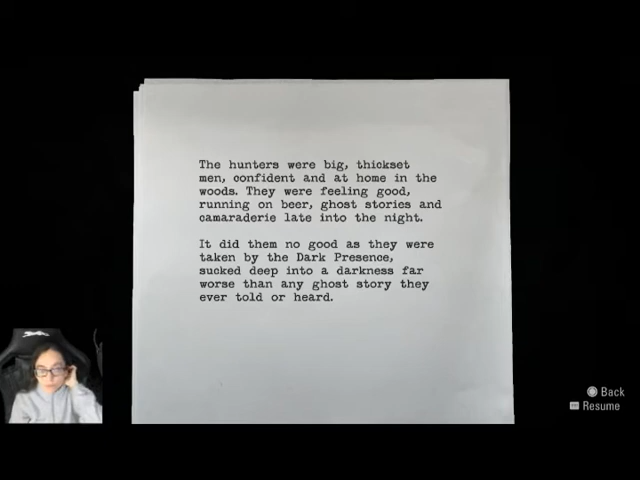 The hunters were big, thickset
men, confident and at home in the
woods. They were feeling good,
running on beer, ghost stories and
camaraderie late into the night.
It did them no good as they were
taken by the Dark Presence,
sucked deep into a darkness far
worse than any ghost story they
ever told or heard.
Back
Resume